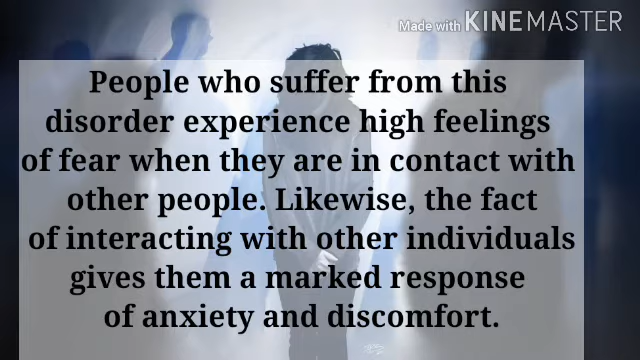 Made with KINEMASTER
People who suffer from this
disorder experience high feelings
of fear when they are in contact with
other people. Likewise, the fact
of interacting with other individuals
gives them a marked response
of anxiety and discomfort.